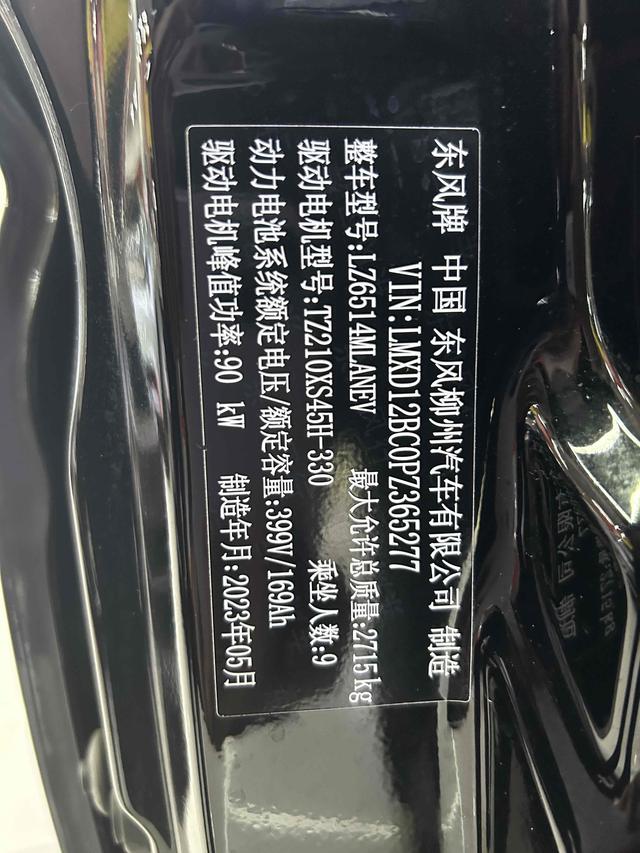 东风牌 中国 东风柳州汽车有限公司 制造
VIN:LMXD12BC0PZ365277
整车型号:LZ6514MLANEV 最大允许总质量:2715kg
驱动电机型号:TZ210XS45H-330 乘坐人数:9
动力电池系统额定电压/额定容量:399V/169Ah
驱动电机峰值功率:90 kW 制造年月:2023年05月